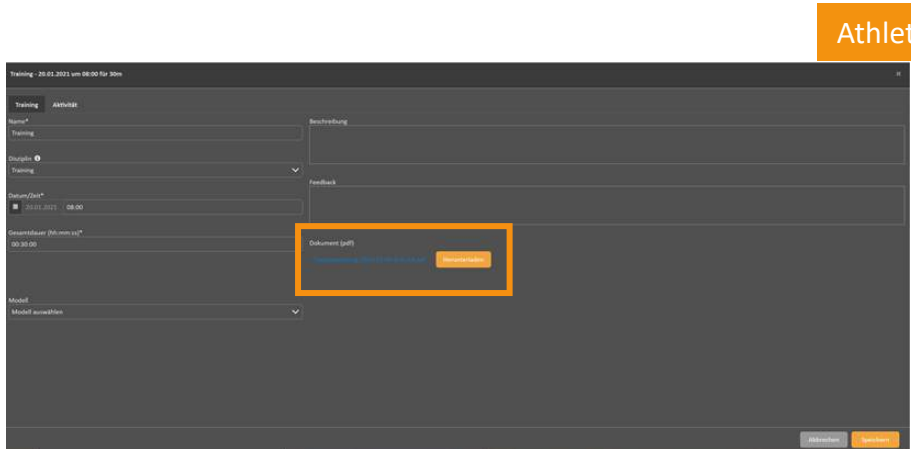 Athlet
Training - 20.01.2021 um 08:00 für 30m
×
Training Aktivität
Name*
Training
Disziplin
Training
Datum/Zeit*
20.01.2021 08:00
Gesamtdauer (hh:mm:ss)*
00:30:00
Modell
Modell auswählen
Beschreibung
Feedback
Dokument (pdf)
Herunterladen
Abbrechen Speichern